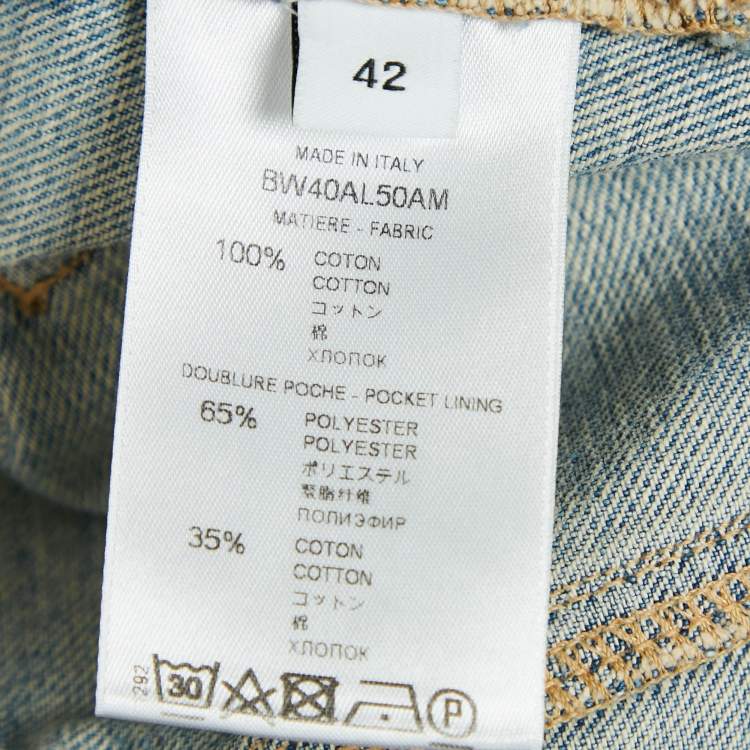 42
MADE IN ITALY
BW40AL50AM
MATIERE - FABRIC
100% COTON
COTTON
コットン
棉
ХЛОПОК
DOUBLURE POCHE - POCKET LINING
65% POLYESTER
POLYESTER
ポリエステル
聚脂纤维
ПОЛИЭФИР
35% COTON
COTTON
コットン
棉
ХЛОПОК
292
30
P